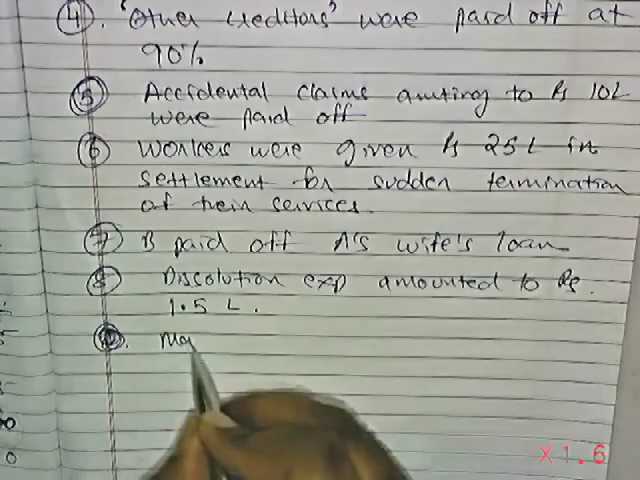 ④. 'Other creditors' were paid off at
90%
⑤ Accidental claims amting to Rs 10L
were paid off
⑥ Workers were given Rs 25L in
settlement for sudden termination
of their services.
⑦ B paid off A's wife's loan
⑧ Dissolution exp amounted to Rs.
1.5 L.
Ma
X1.6